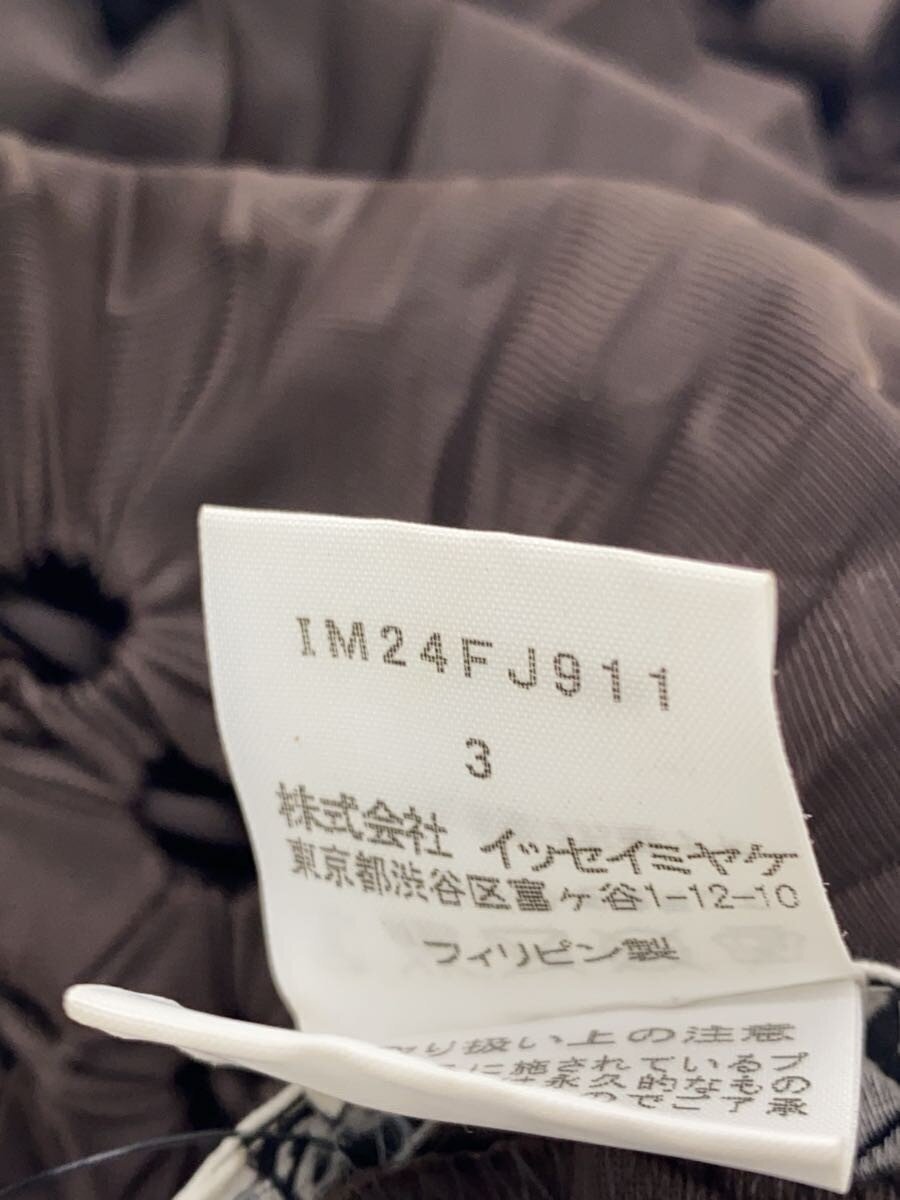 IM24FJ911
3
株式会社 イッセイミヤケ
東京都渋谷区富ヶ谷1-12-10
フィリピン製
り扱い上の注意
に施されているプ
永久的なもの
のでご了承